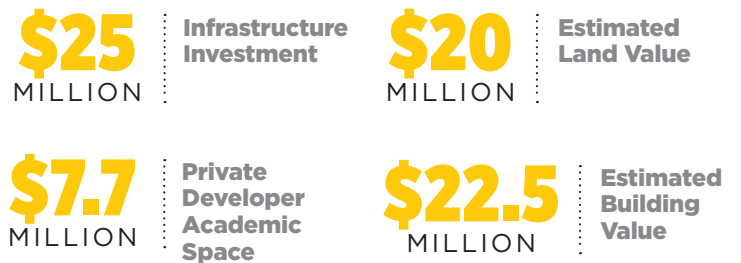 $25
MILLION
Infrastructure
Investment
$20
MILLION
Estimated
Land Value
$7.7
MILLION
Private
Developer
Academic
Space
$22.5
MILLION
Estimated
Building
Value